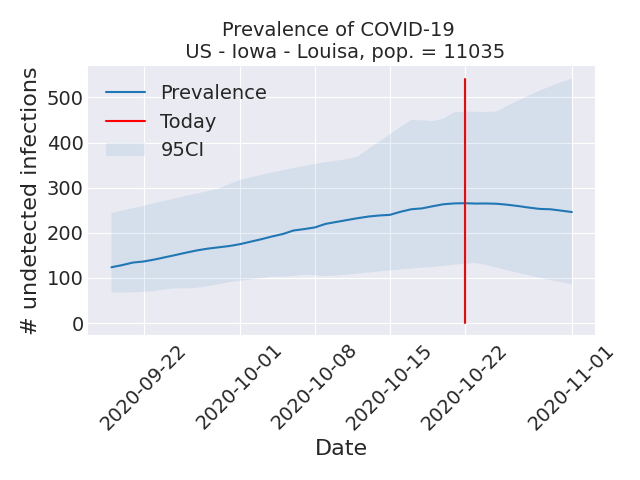 Prevalence of COVID-19
US - Iowa - Louisa, pop. = 11035
# undetected infections
500
400
300
200
100
0
Prevalence
Today
95CI
2020-09-22
2020-10-01
2020-10-08
2020-10-15
2020-10-22
2020-11-01
Date